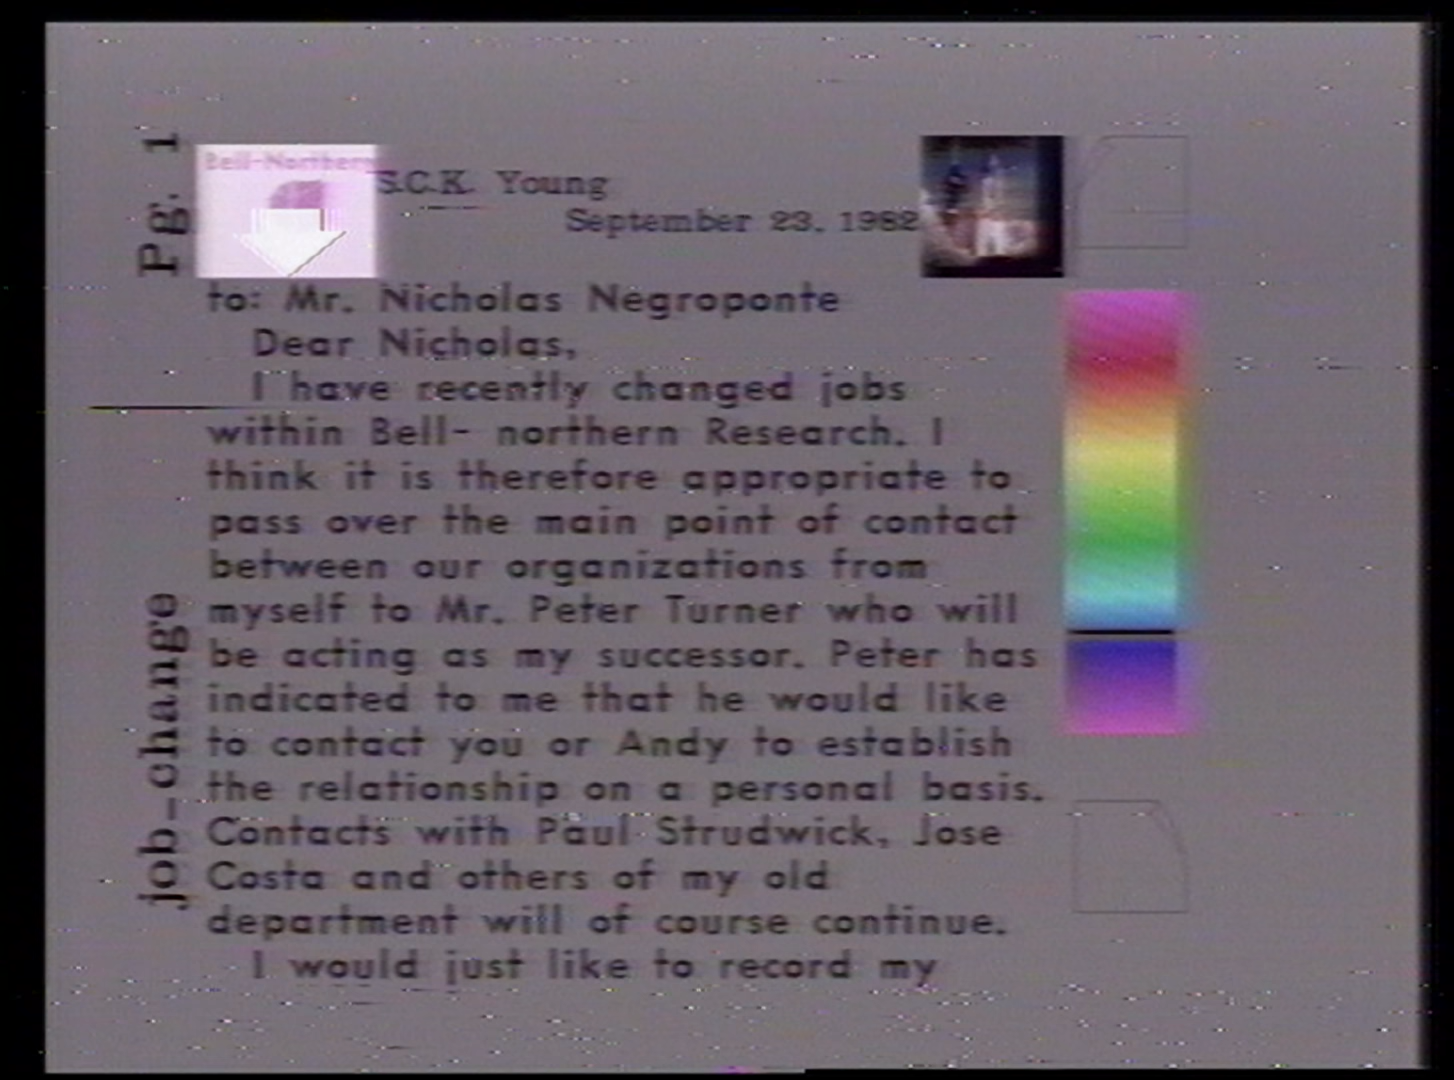 Pg. 1
Bell-Northern
S.C.K. Young
September 23, 1982
to: Mr. Nicholas Negroponte
Dear Nicholas,
I have recently changed jobs
within Bell- northern Research. I
think it is therefore appropriate to
pass over the main point of contact
between our organizations from
myself to Mr. Peter Turner who will
be acting as my successor. Peter has
indicated to me that he would like
to contact you or Andy to establish
the relationship on a personal basis.
Contacts with Paul Strudwick, Jose
Costa and others of my old
department will of course continue.
I would just like to record my
job-change